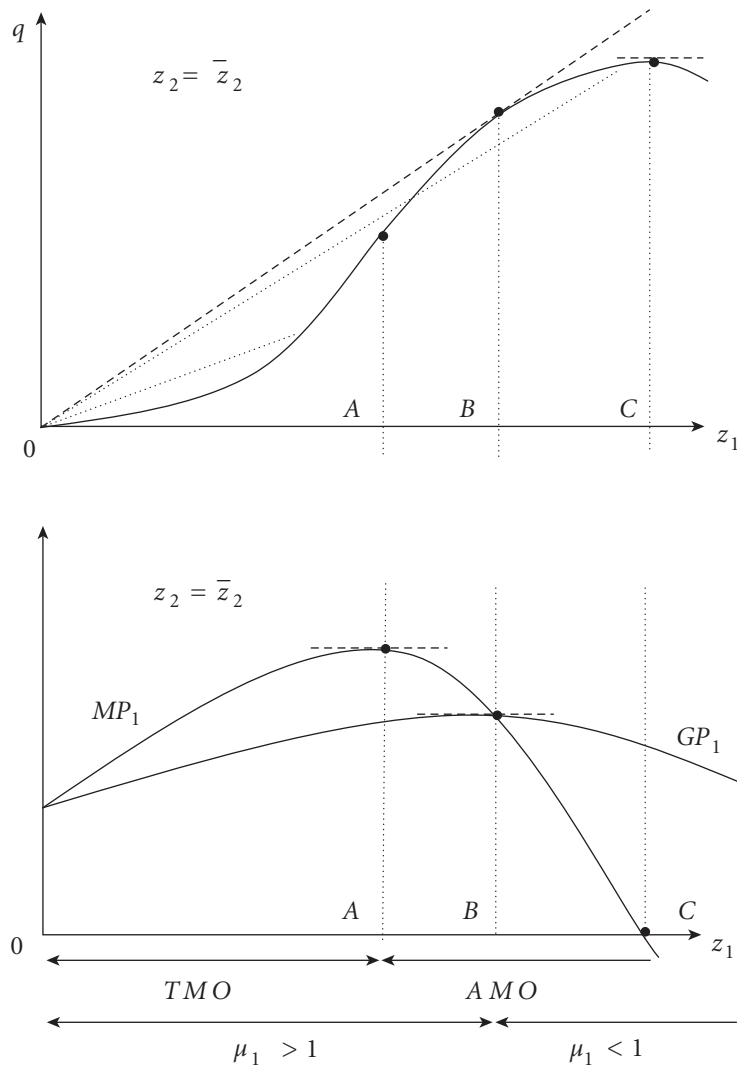 q
z₂ = z̄₂
A B C
0
z₁
z₂ = z̄₂
MP₁
GP₁
A B C
0
z₁
TMO AMO
μ₁ > 1 μ₁ < 1